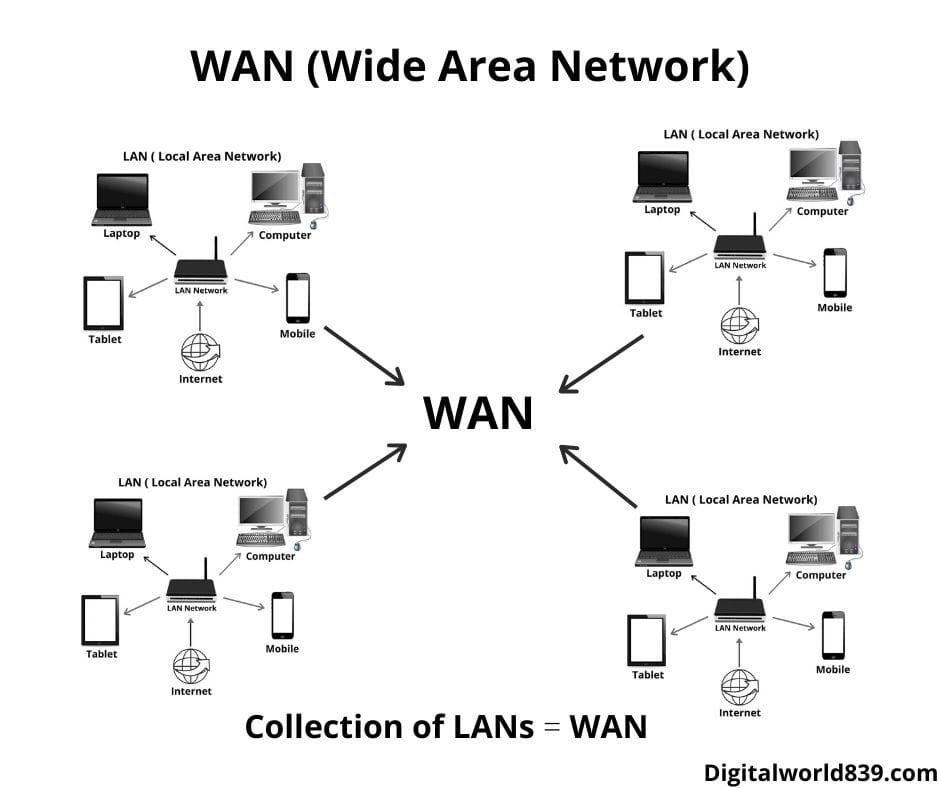 WAN (Wide Area Network)
LAN ( Local Area Network)
Laptop
Computer
LAN Network
Tablet
Mobile
Internet
LAN ( Local Area Network)
Laptop
Computer
LAN Network
Tablet
Mobile
Internet
WAN
LAN ( Local Area Network)
Laptop
Computer
LAN Network
Tablet
Mobile
Internet
LAN ( Local Area Network)
Laptop
Computer
LAN Network
Tablet
Mobile
Internet
Collection of LANs = WAN
Digitalworld839.com